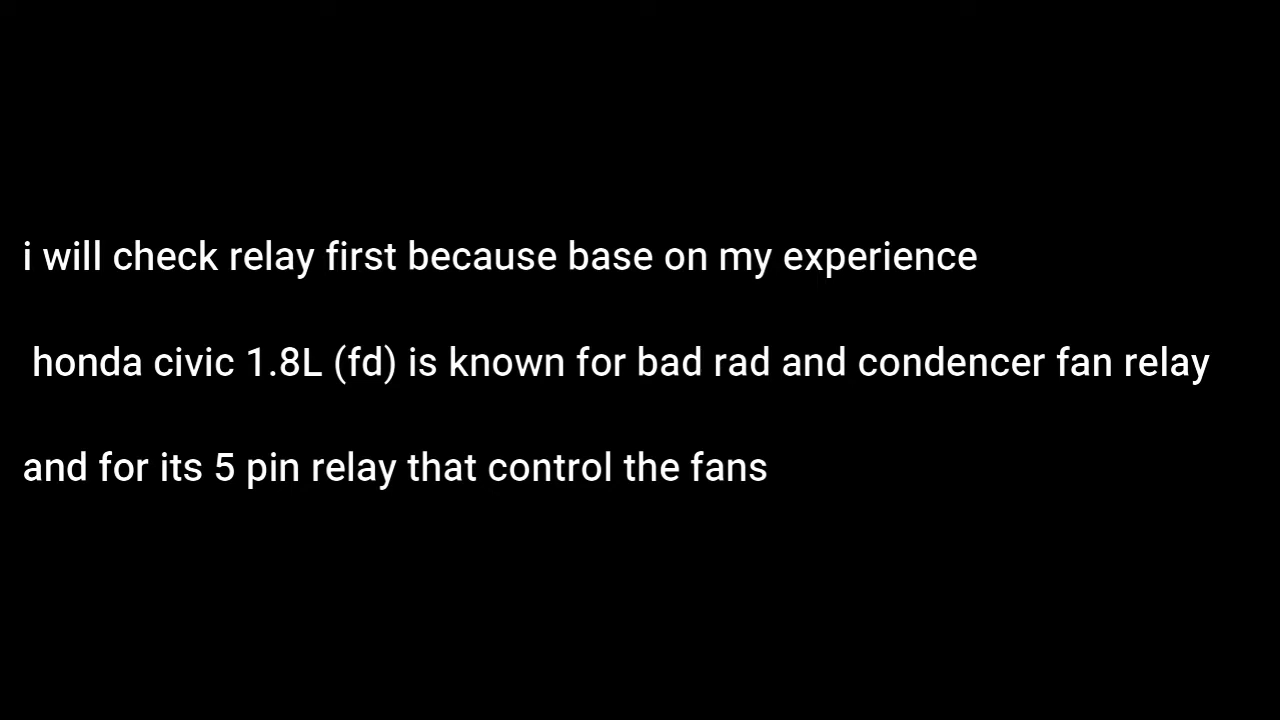 i will check relay first because base on my experience
honda civic 1.8L (fd) is known for bad rad and condencer fan relay
and for its 5 pin relay that control the fans